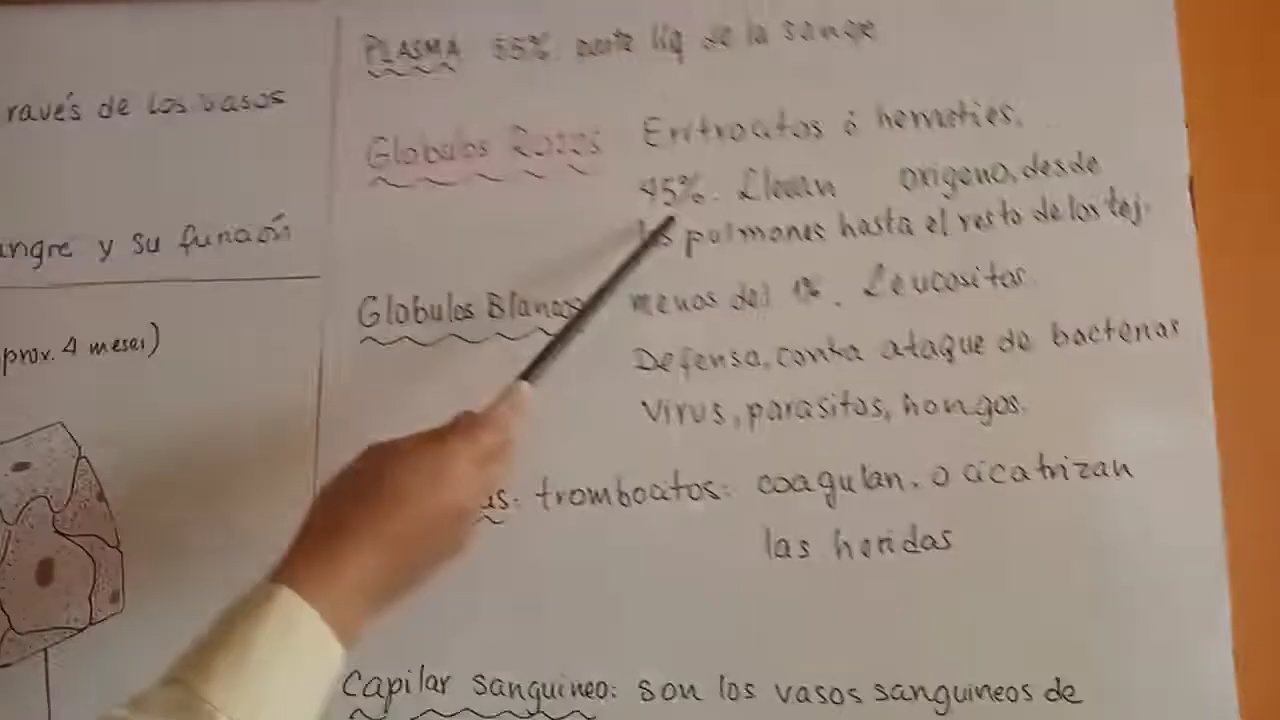 ravés de los vasos
angre y su función
prox. 4 meses)
PLASMA 55% parte líq de la sangre
Globulos Rojos Eritrocitos ó hematies.
45%. Llevan oxigeno, desde
los pulmones hasta el resto de los tej.
Globulos Blancos menos del 1%. Leucositos.
Defensa, contra ataque de bacterias
Virus, parasitos, hongos.
as: trombocitos: coagulan. o cicatrizan
las heridas
Capilar sanguineo: son los vasos sanguineos de